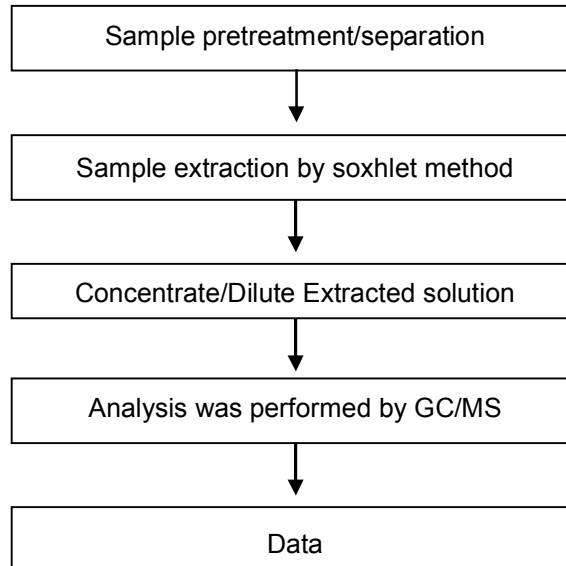 Sample pretreatment/separation
Sample extraction by soxhlet method
Concentrate/Dilute Extracted solution
Analysis was performed by GC/MS
Data